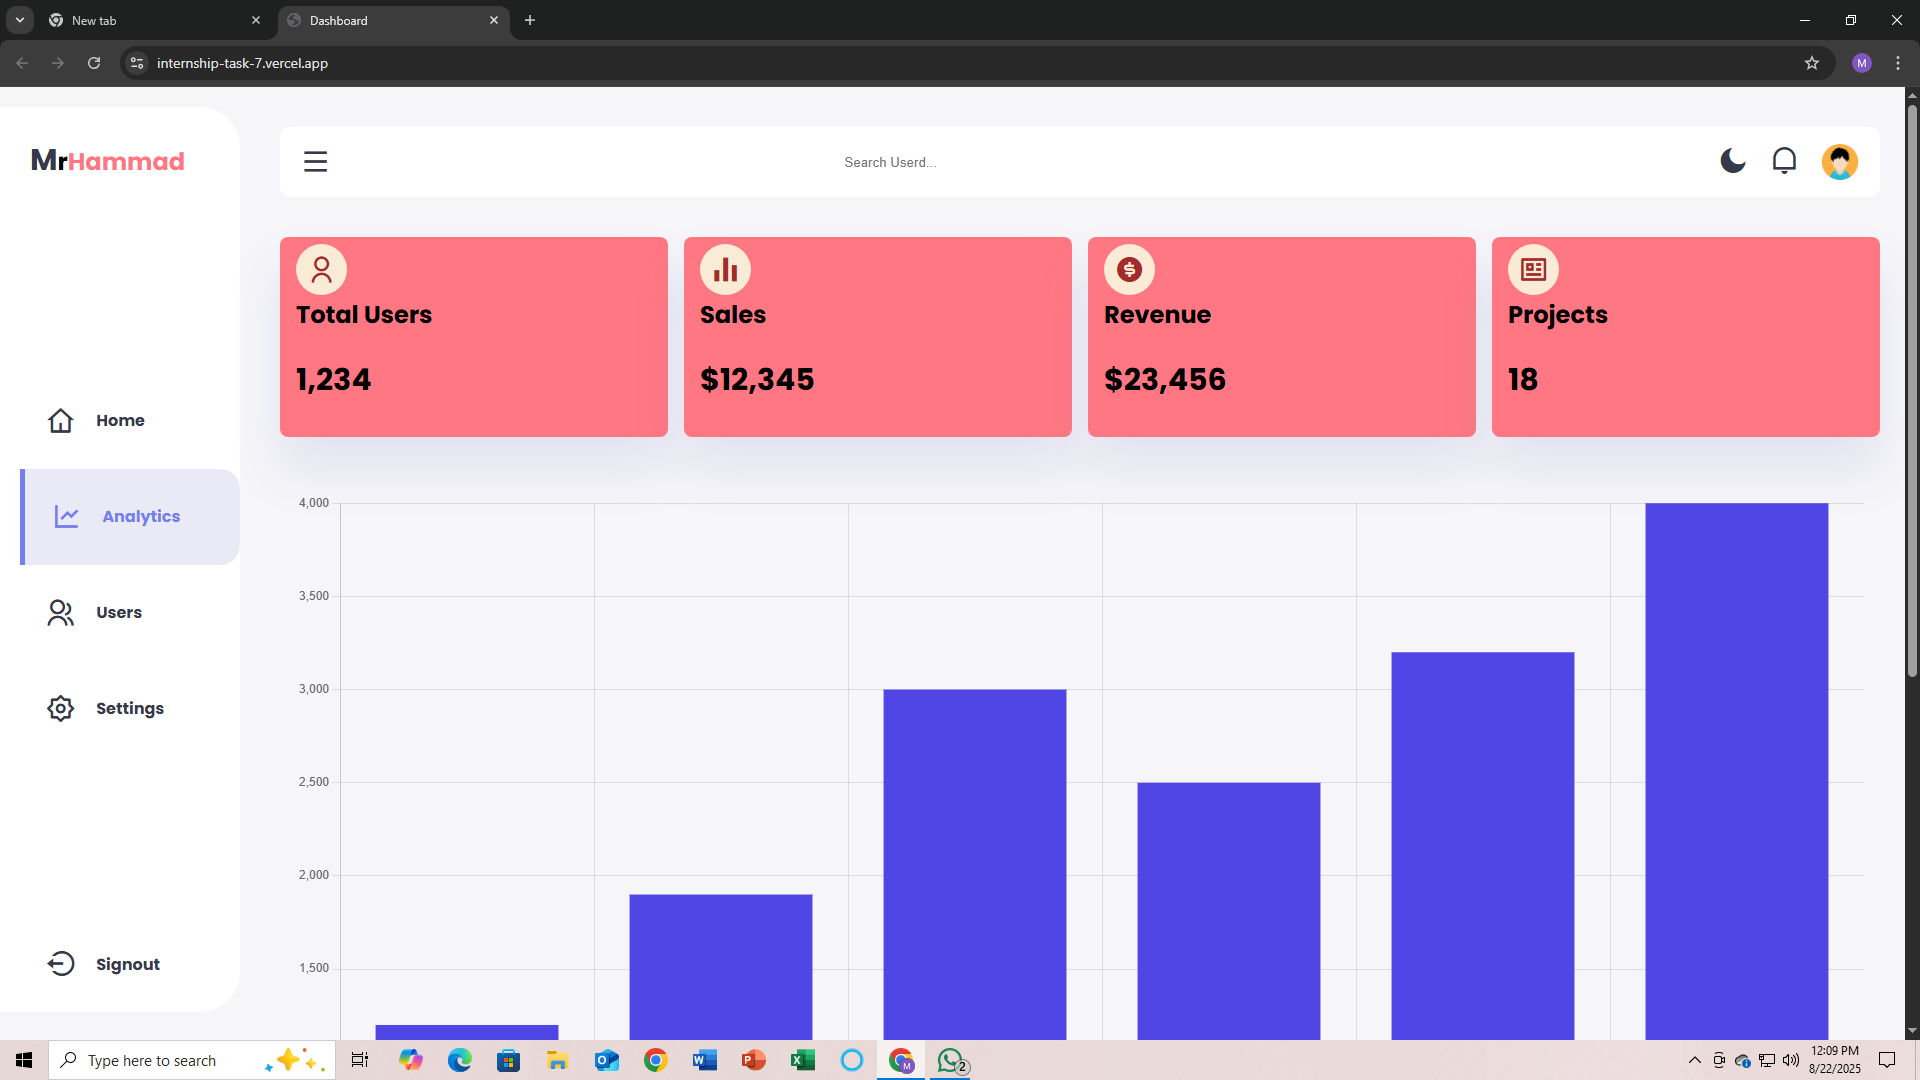 New tab
Dashboard
internship-task-7.vercel.app
M
MrHammad
Search Userd...
Total Users
1,234
Sales
$12,345
Revenue
$23,456
Projects
18
Home
Analytics
Users
Settings
Signout
4,000
3,500
3,000
2,500
2,000
1,500
Type here to search
2
12:09 PM
8/22/2025